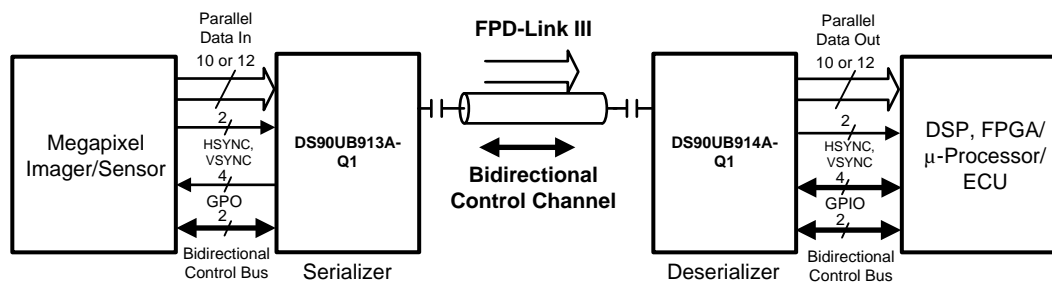 Parallel
Data In
10 or 12
2
HSYNC,
VSYNC
4
GPO
2
Bidirectional
Control Bus
Megapixel
Imager/Sensor
DS90UB913A-
Q1
Serializer
FPD-Link III
Bidirectional
Control Channel
DS90UB914A-
Q1
Deserializer
Parallel
Data Out
10 or 12
2
HSYNC,
VSYNC
4
GPIO
2
Bidirectional
Control Bus
DSP, FPGA/
μ-Processor/
ECU